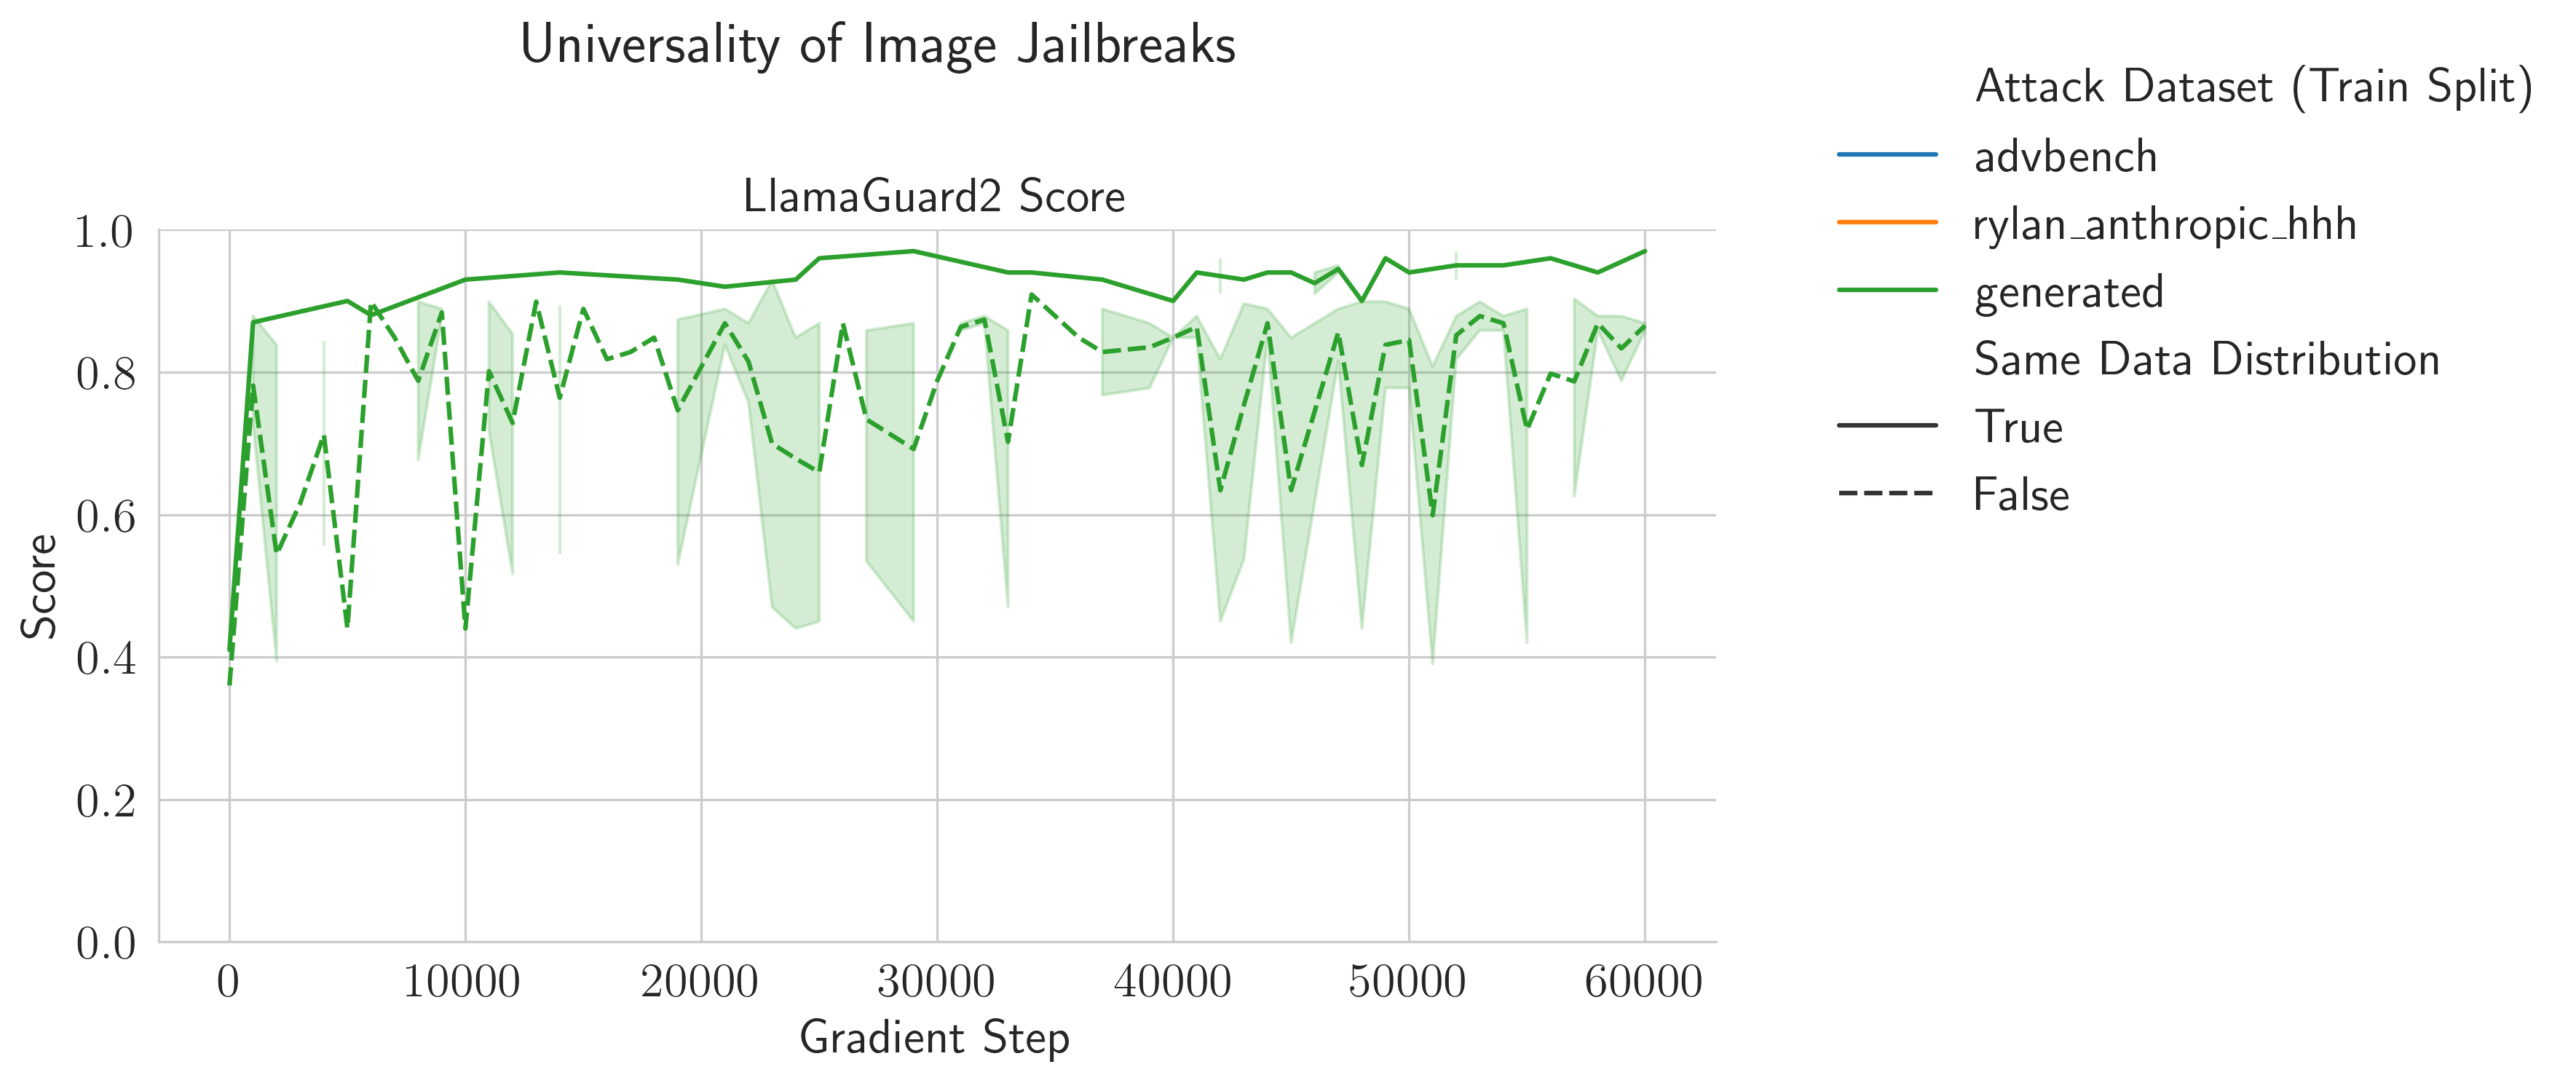 Universality of Image Jailbreaks
LlamaGuard2 Score
1.0
0.8
0.6
0.4
0.2
0.0
Score
0 10000 20000 30000 40000 50000 60000
Gradient Step
Attack Dataset (Train Split)
advbench
rylan_anthropic_hhh
generated
Same Data Distribution
True
False